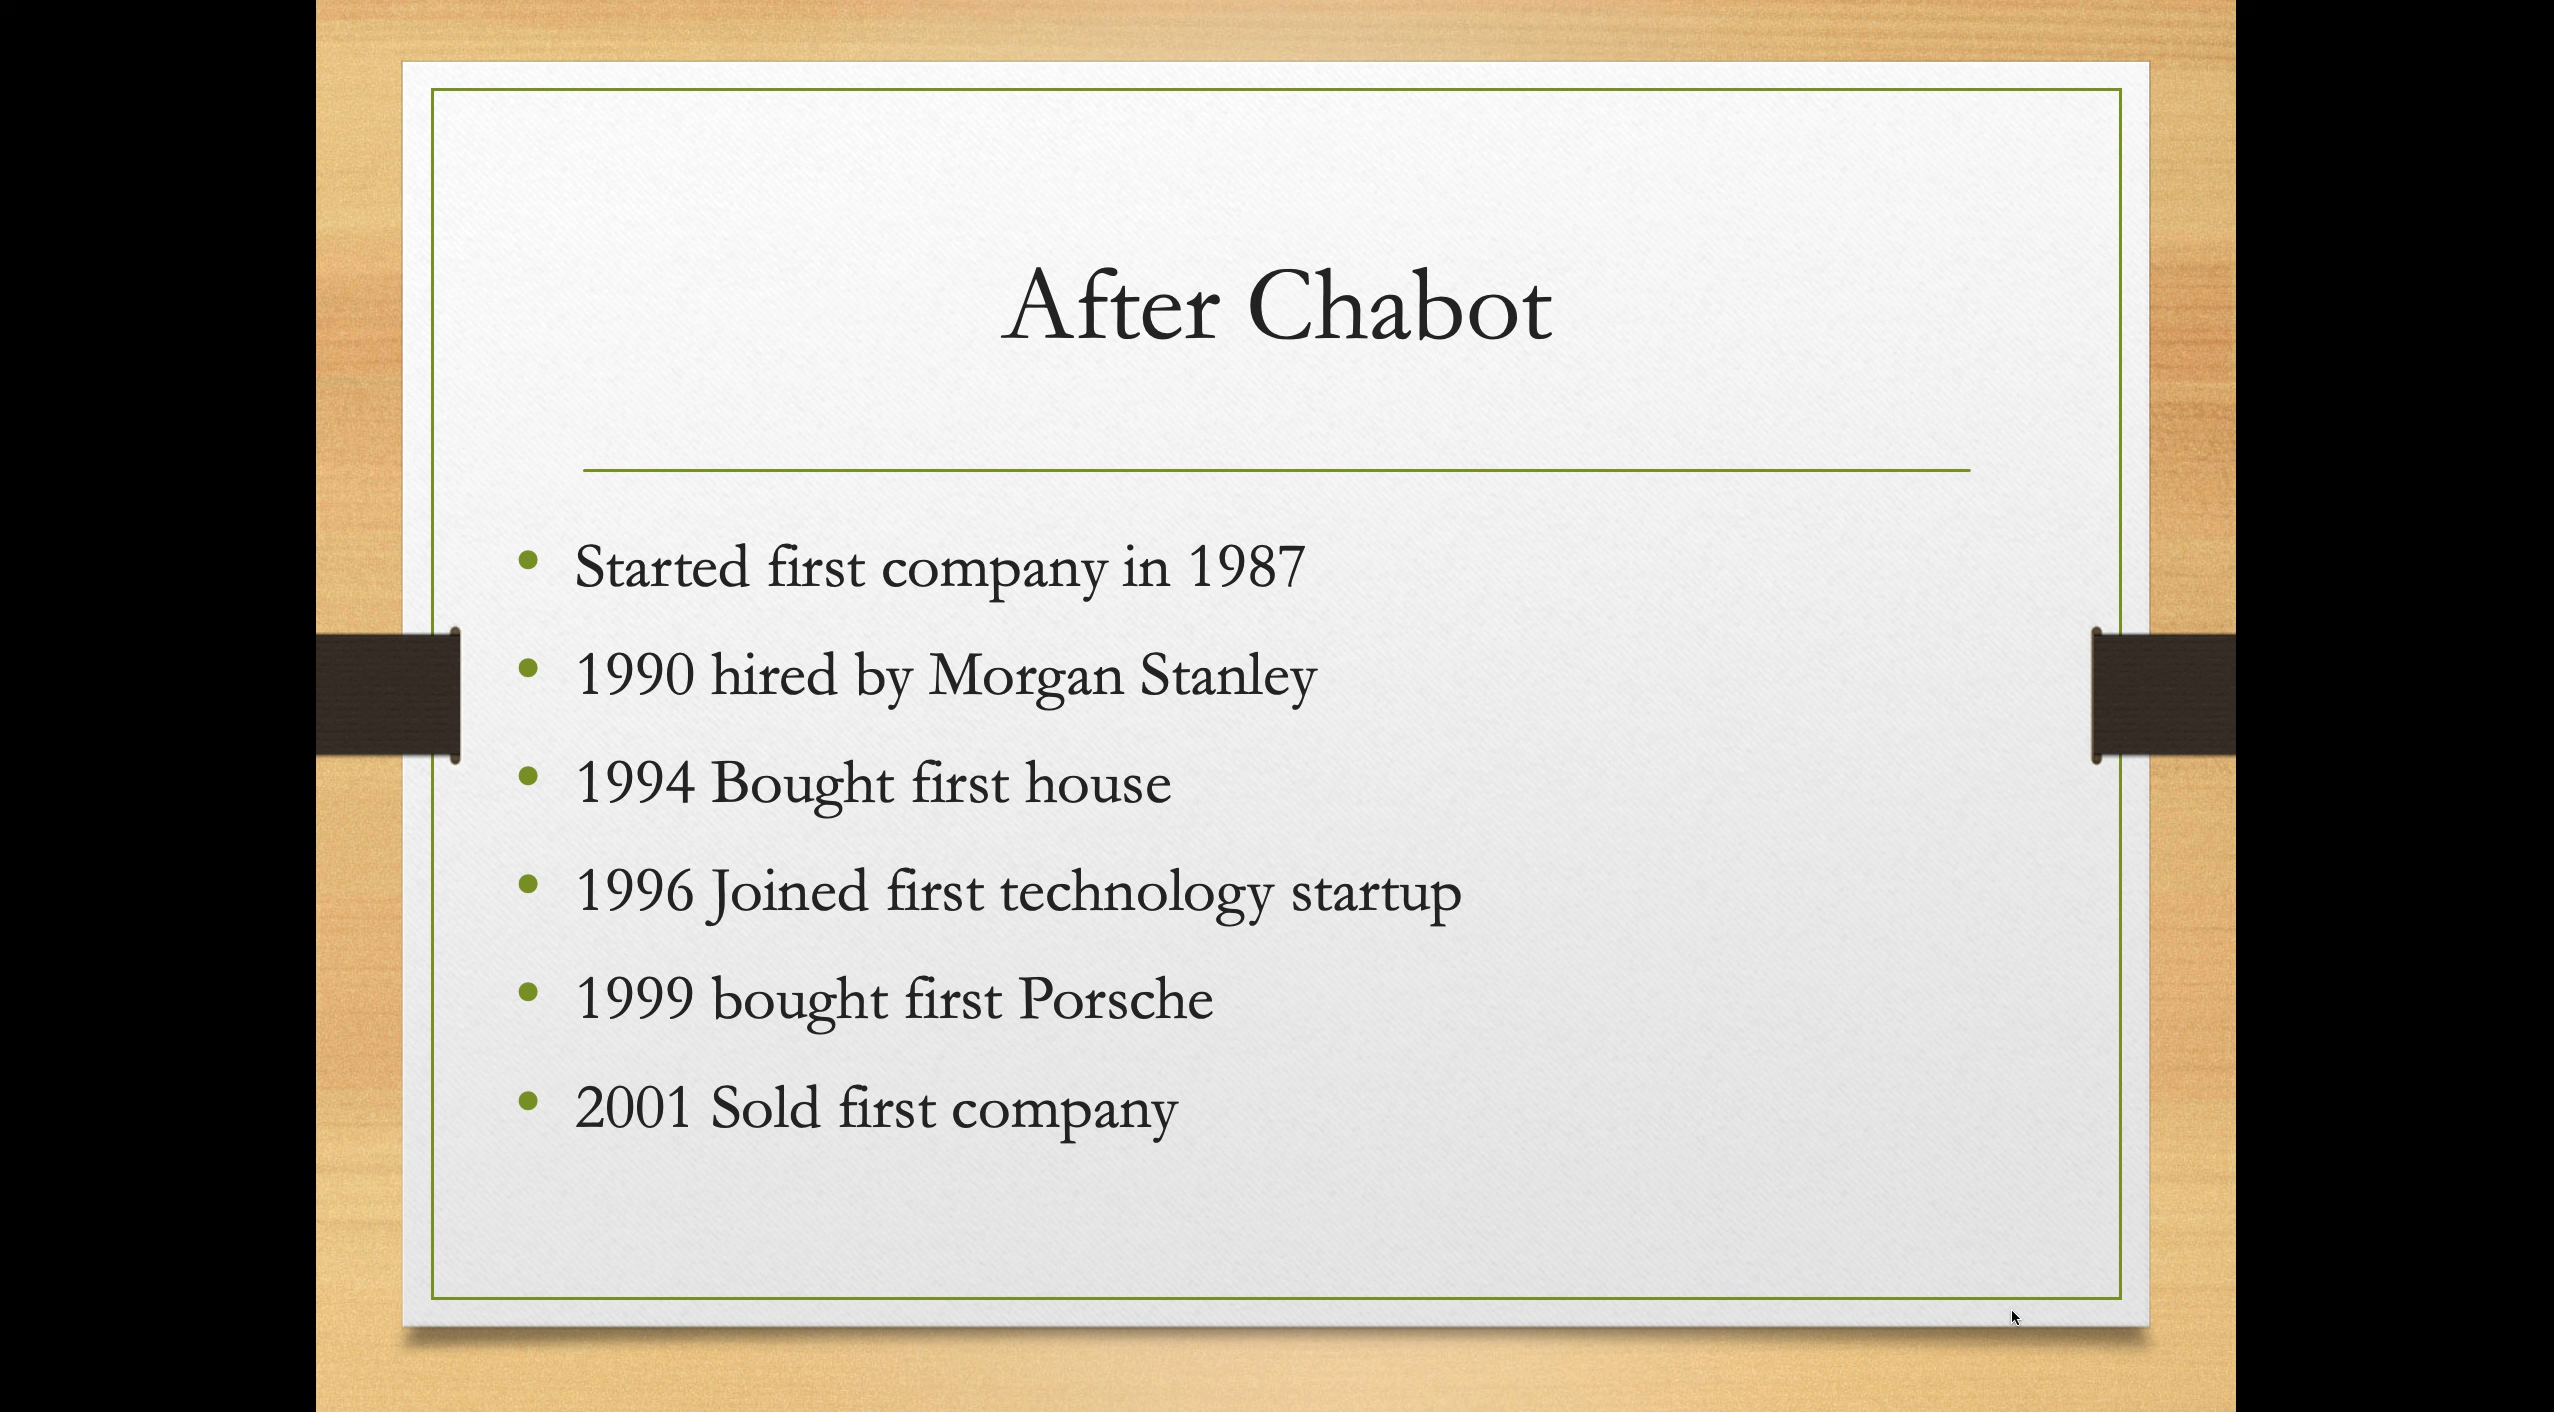 After Chabot
• Started first company in 1987
• 1990 hired by Morgan Stanley
• 1994 Bought first house
• 1996 Joined first technology startup
• 1999 bought first Porsche
• 2001 Sold first company